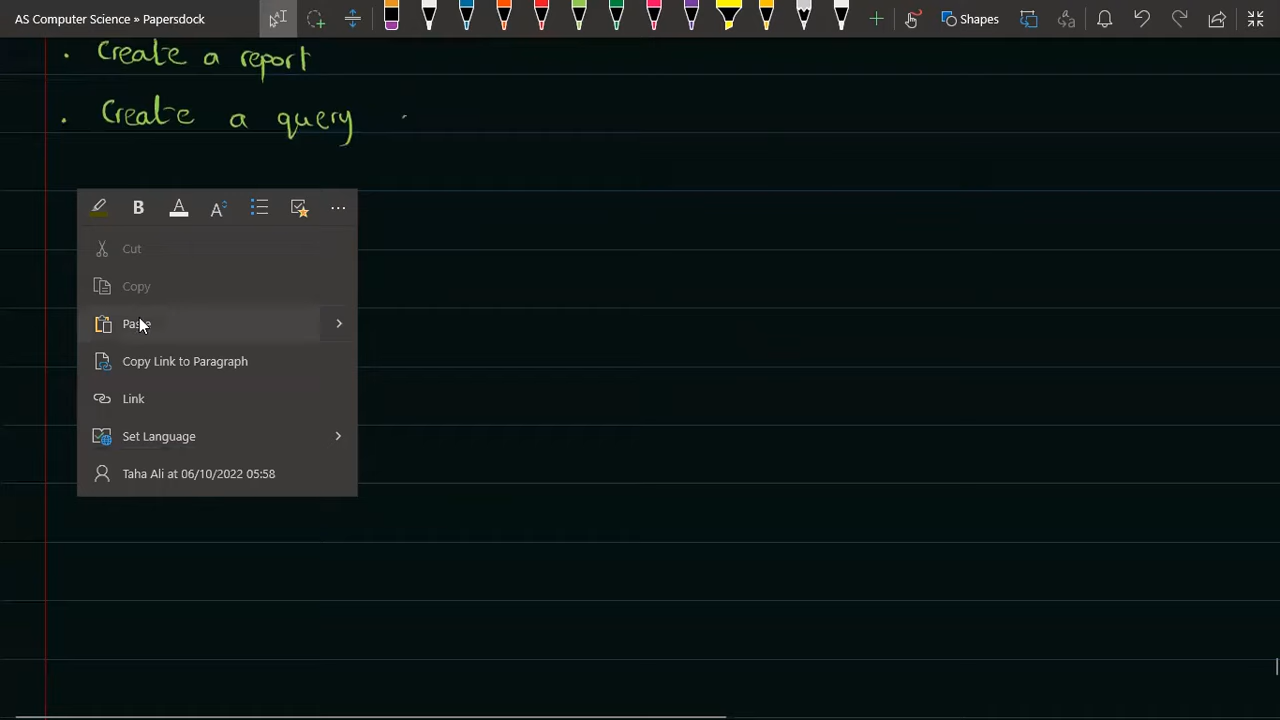 AS Computer Science » Papersdock
Shapes
• Create a report
• Create a query
Cut
Copy
Paste
Copy Link to Paragraph
Link
Set Language
Taha Ali at 06/10/2022 05:58